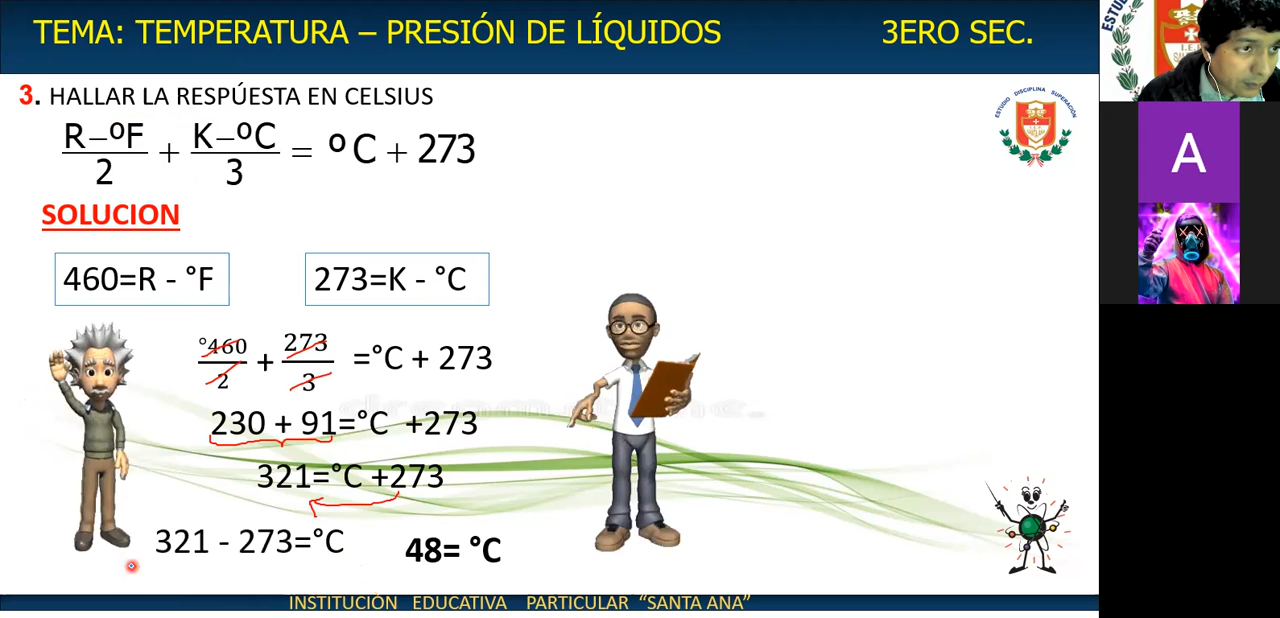 TEMA: TEMPERATURA – PRESIÓN DE LÍQUIDOS 3ERO SEC.
3. HALLAR LA RESPÚESTA EN CELSIUS
R–ºF/2 + K–ºC/3 = ºC + 273
ESTUDIO DISCIPLINA SUPERACIÓN
SOLUCION
460=R - °F 273=K - °C
°460/2 + 273/3 =°C + 273
230 + 91=°C +273
321=°C +273
321 - 273=°C 48= °C
INSTITUCIÒN EDUCATIVA PARTICULAR “SANTA ANA”
A